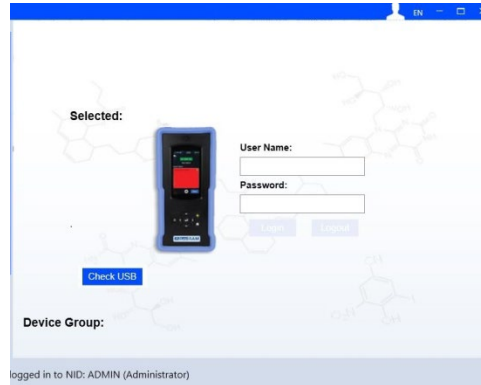 EN
Selected:
User Name:
Password:
Login
Logout
Check USB
Device Group:
logged in to NID: ADMIN (Administrator)